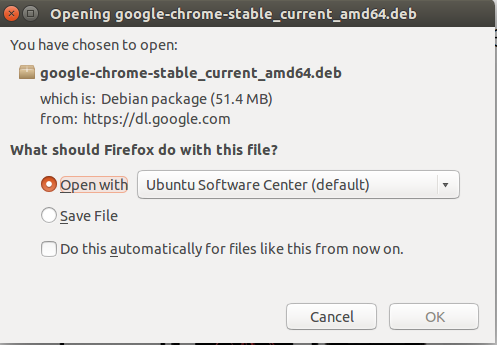 Opening google-chrome-stable_current_amd64.deb
You have chosen to open:
google-chrome-stable_current_amd64.deb
which is: Debian package (51.4 MB)
from: https://dl.google.com
What should Firefox do with this file?
Open with Ubuntu Software Center (default)
Save File
Do this automatically for files like this from now on.
Cancel OK